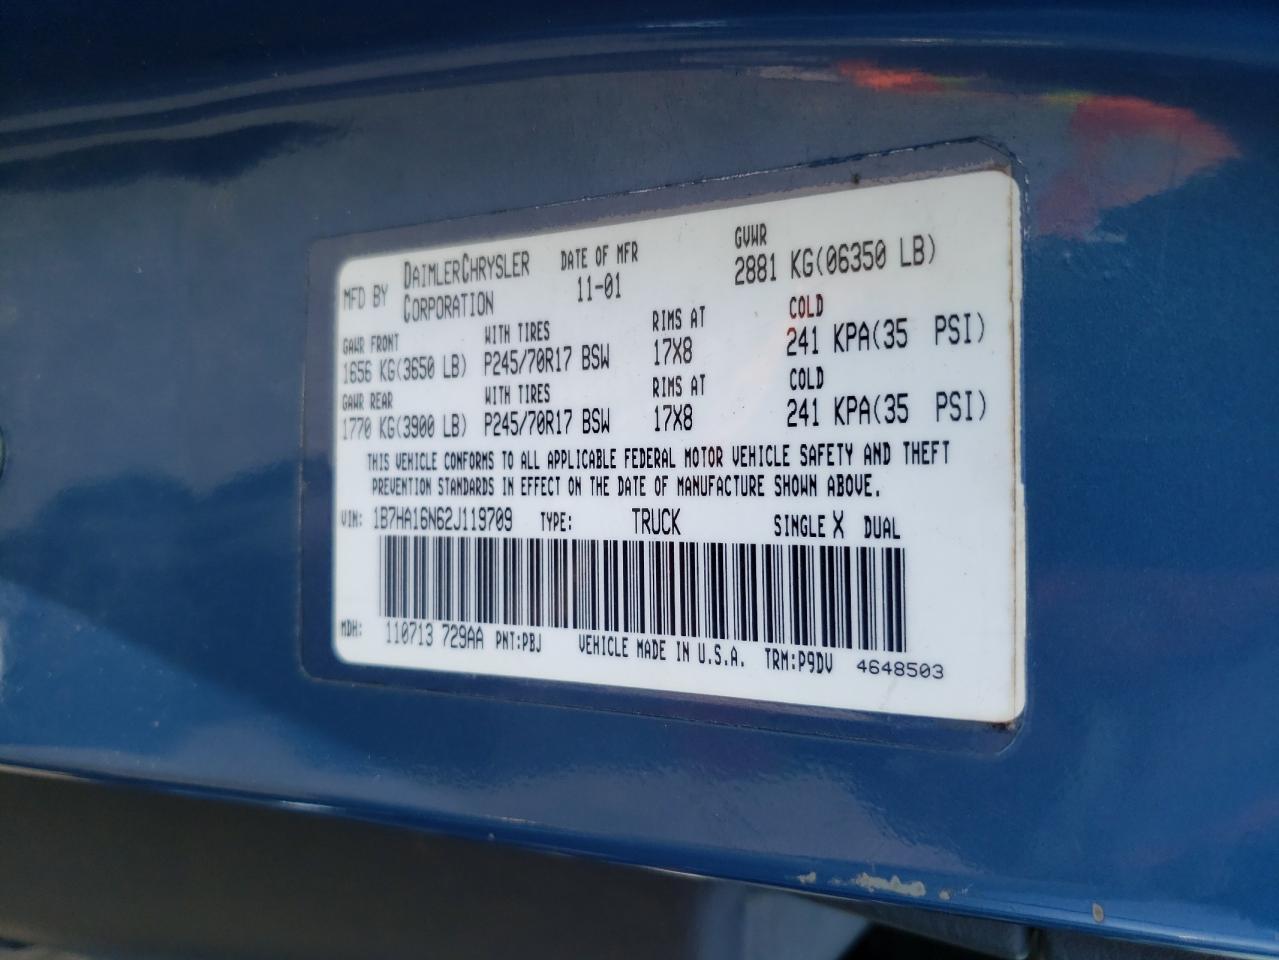 MFD BY DAIMLERCHRYSLER CORPORATION DATE OF MFR 11-01 GVWR 2881 KG(06350 LB)
GAWR FRONT WITH TIRES RIMS AT COLD
1656 KG(3650 LB) P245/70R17 BSW 17X8 241 KPA(35 PSI)
GAWR REAR WITH TIRES RIMS AT COLD
1770 KG(3900 LB) P245/70R17 BSW 17X8 241 KPA(35 PSI)
THIS VEHICLE CONFORMS TO ALL APPLICABLE FEDERAL MOTOR VEHICLE SAFETY AND THEFT
PREVENTION STANDARDS IN EFFECT ON THE DATE OF MANUFACTURE SHOWN ABOVE.
VIN: 1B7HA16N62J119709 TYPE: TRUCK SINGLE X DUAL
MDH: 110713 729AA PNT:PBJ VEHICLE MADE IN U.S.A. TRM:P9DV 4648503